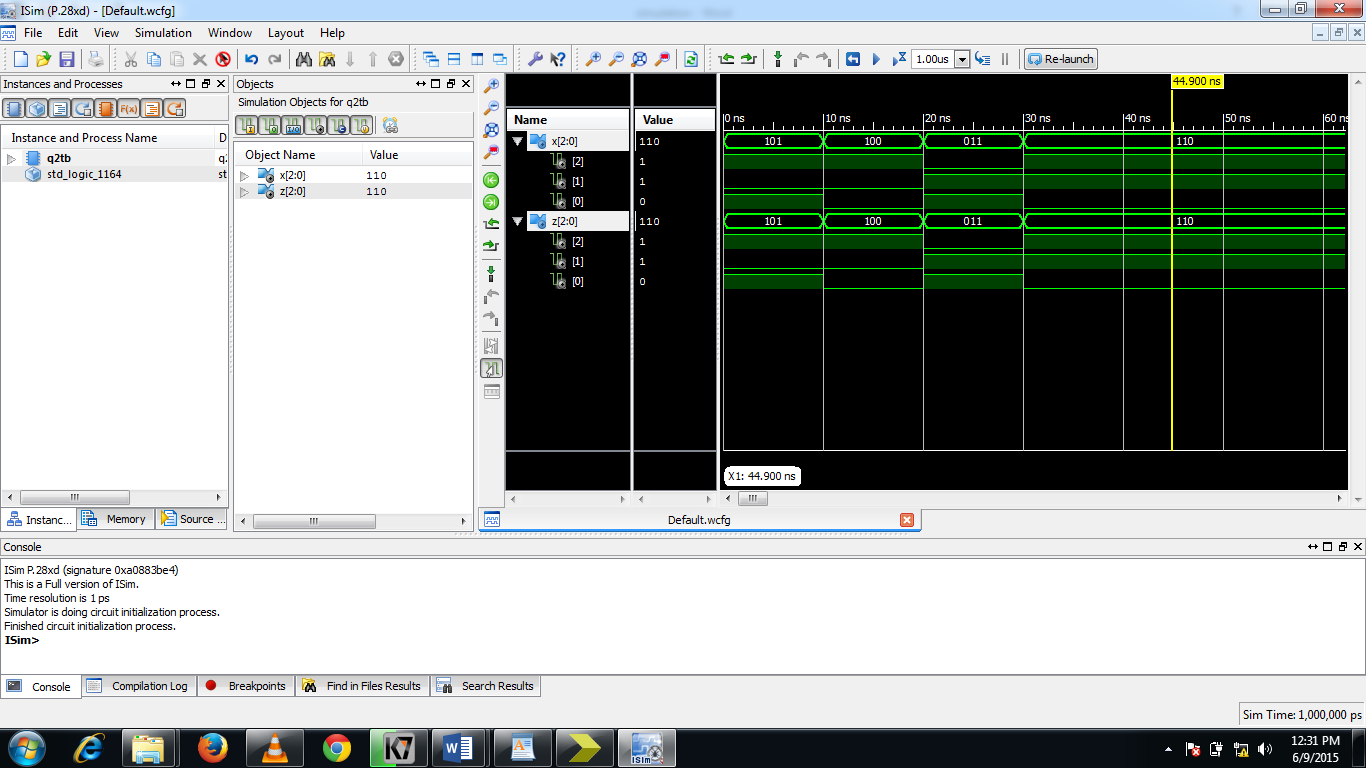 ISim (P.28xd) - [Default.wcfg]
File Edit View Simulation Window Layout Help
1.00us Re-launch
Instances and Processes
Instance and Process Name D
q2tb q2
std_logic_1164 st
Instanc... Memory Source ...
Objects
Simulation Objects for q2tb
Object Name Value
x[2:0] 110
z[2:0] 110
Name Value
x[2:0] 110
[2] 1
[1] 1
[0] 0
z[2:0] 110
[2] 1
[1] 1
[0] 0
44.900 ns
0 ns 10 ns 20 ns 30 ns 40 ns 50 ns 60 ns
101 100 011 110
101 100 011 110
X1: 44.900 ns
Default.wcfg
Console
ISim P.28xd (signature 0xa0883be4)
This is a Full version of ISim.
Time resolution is 1 ps
Simulator is doing circuit initialization process.
Finished circuit initialization process.
ISim>
Console Compilation Log Breakpoints Find in Files Results Search Results
Sim Time: 1,000,000 ps
12:31 PM
6/9/2015